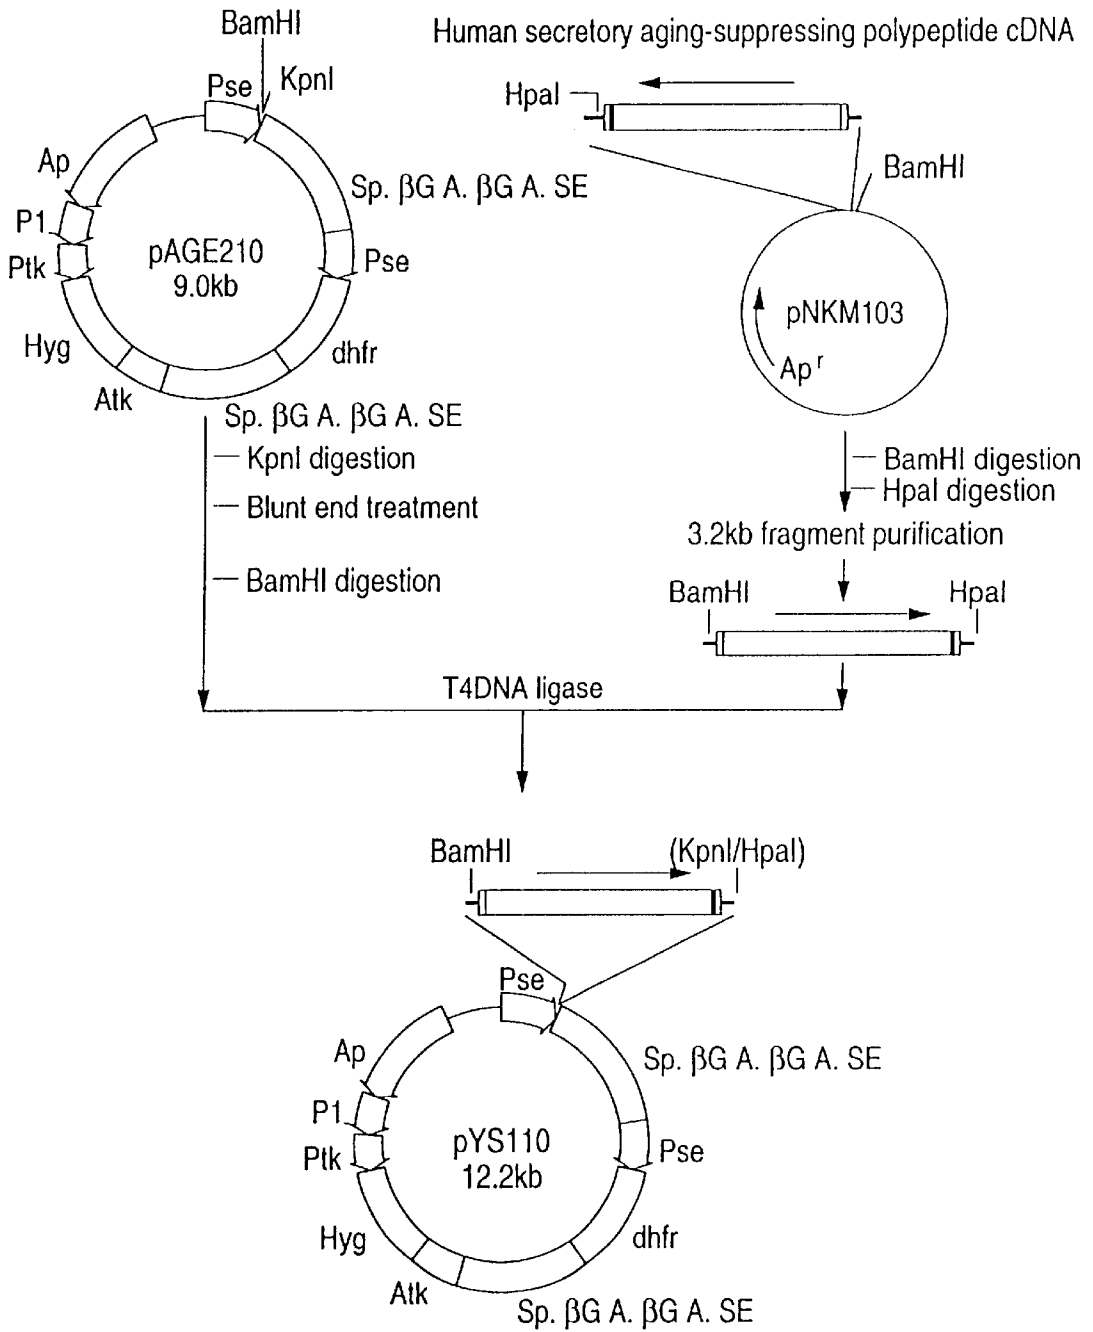 BamHI
Human secretory aging-suppressing polypeptide cDNA
Pse
KpnI
HpaI
Ap
Sp. βG A. βG A. SE
BamHI
P1
pAGE210
9.0kb
Ptk
Pse
pNKM103
Hyg
dhfr
Ap r
Atk
Sp. βG A. βG A. SE
KpnI digestion
Blunt end treatment
BamHI digestion
BamHI digestion
HpaI digestion
3.2kb fragment purification
BamHI
HpaI
T4DNA ligase
BamHI
(KpnI/HpaI)
Pse
Ap
Sp. βG A. βG A. SE
P1
pYS110
12.2kb
Ptk
Pse
Hyg
dhfr
Atk
Sp. βG A. βG A. SE